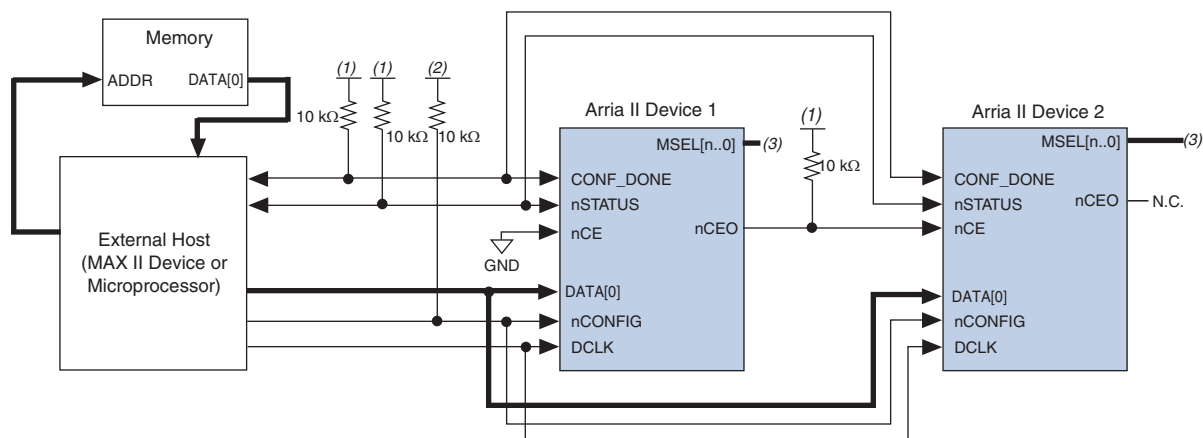 Memory
ADDR
DATA[0]
(1)
(1)
(2)
10 kΩ
10 kΩ
10 kΩ
External Host
(MAX II Device or
Microprocessor)
Arria II Device 1
MSEL[n..0]
(3)
CONF_DONE
nSTATUS
nCE
nCEO
GND
DATA[0]
nCONFIG
DCLK
(1)
10 kΩ
Arria II Device 2
MSEL[n..0]
(3)
CONF_DONE
nSTATUS
nCE
nCEO
N.C.
DATA[0]
nCONFIG
DCLK